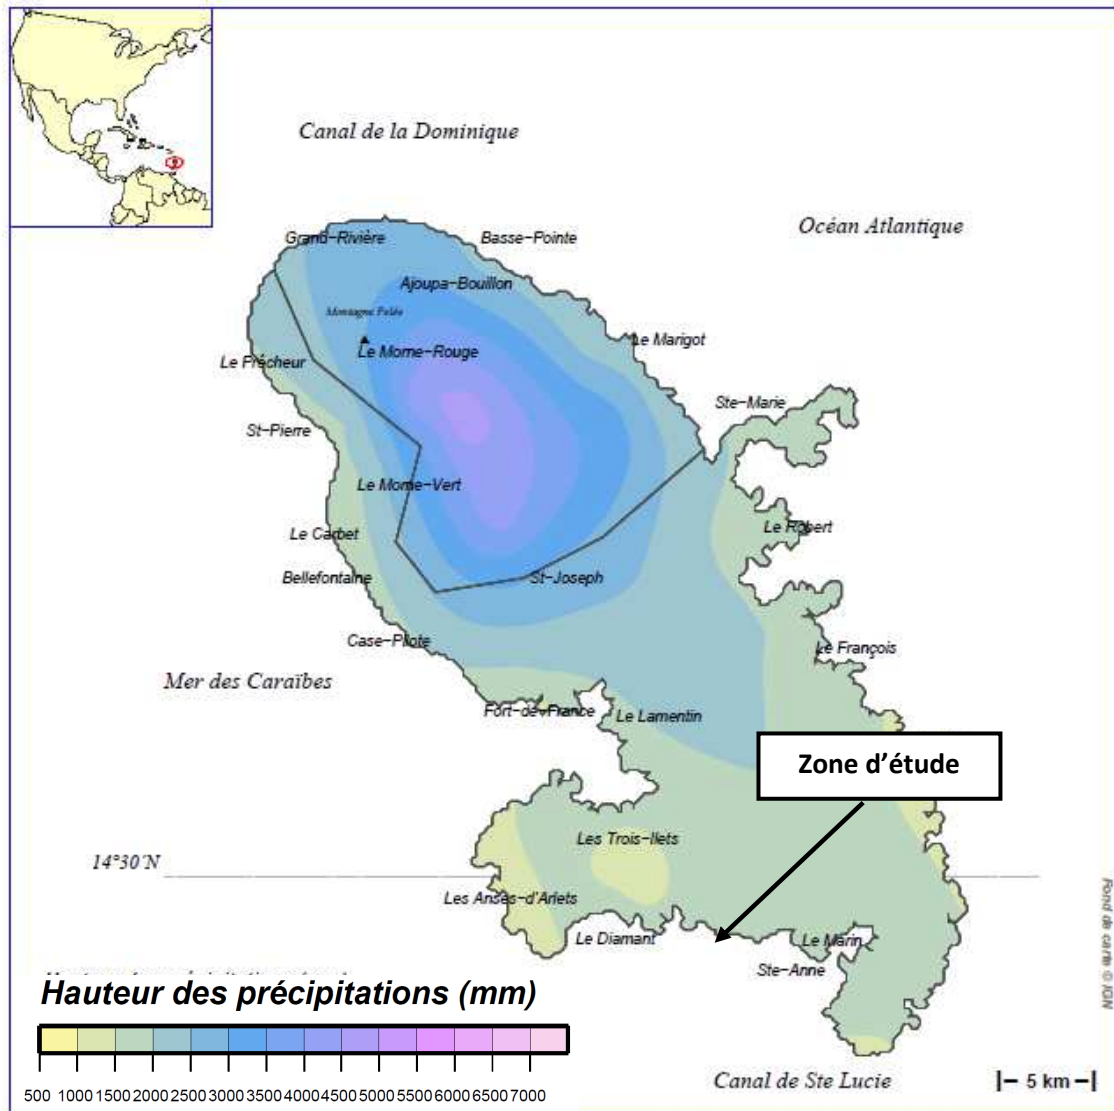 Canal de la Dominique
Océan Atlantique
Grand-Rivière
Basse-Pointe
Ajoupa-Bouillon
Montagne Pelée
Le Marigot
Le Morne-Rouge
Le Prêcheur
Ste-Marie
St-Pierre
Le Morne-Vert
Le Carbet
Le Robert
Bellefontaine
St-Joseph
Case-Pilote
Le François
Mer des Caraïbes
Fort-de-France
Le Lamentin
Zone d'étude
Les Trois-Ilets
14°30'N
Les Anses-d'Arlets
Le Diamant
Le Marin
Ste-Anne
Fond de carte © IGN
Hauteur des précipitations (mm)
500 1000 1500 2000 2500 3000 3500 4000 4500 5000 5500 6000 6500 7000
Canal de Ste Lucie
5 km